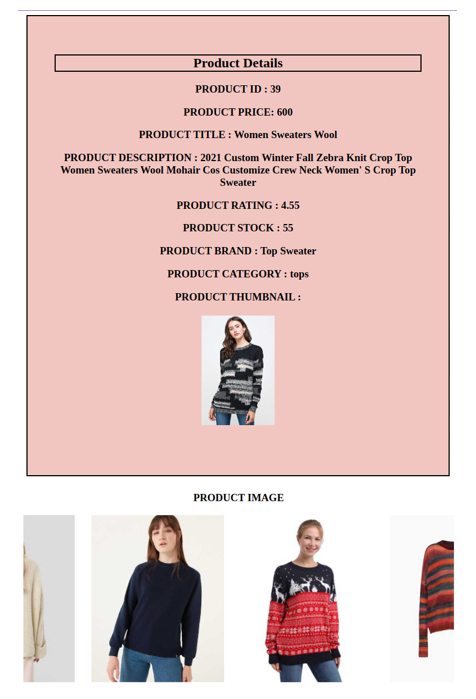 Product Details
PRODUCT ID : 39
PRODUCT PRICE: 600
PRODUCT TITLE : Women Sweaters Wool
PRODUCT DESCRIPTION : 2021 Custom Winter Fall Zebra Knit Crop Top
Women Sweaters Wool Mohair Cos Customize Crew Neck Women' S Crop Top
Sweater
PRODUCT RATING : 4.55
PRODUCT STOCK : 55
PRODUCT BRAND : Top Sweater
PRODUCT CATEGORY : tops
PRODUCT THUMBNAIL :
PRODUCT IMAGE